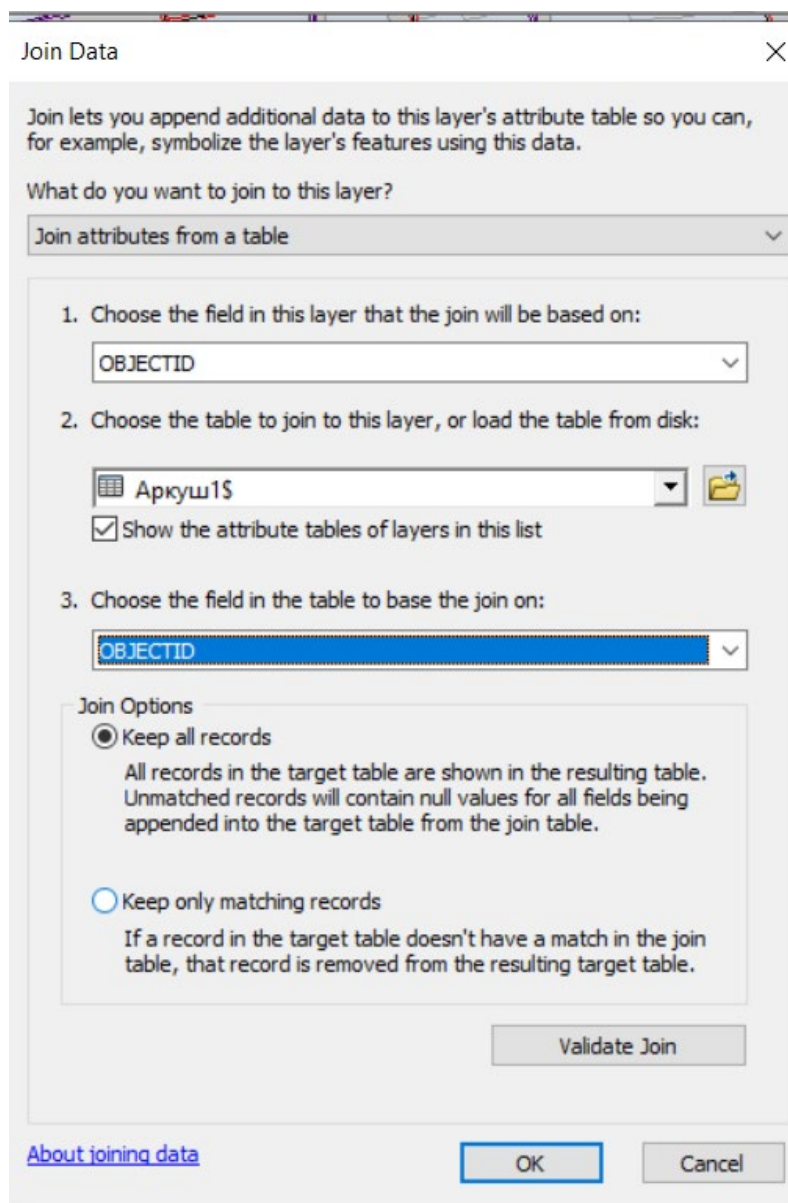 Join Data
Join lets you append additional data to this layer's attribute table so you can,
for example, symbolize the layer's features using this data.
What do you want to join to this layer?
Join attributes from a table
1. Choose the field in this layer that the join will be based on:
OBJECTID
2. Choose the table to join to this layer, or load the table from disk:
Аркуш1$
Show the attribute tables of layers in this list
3. Choose the field in the table to base the join on:
OBJECTID
Join Options
Keep all records
All records in the target table are shown in the resulting table.
Unmatched records will contain null values for all fields being
appended into the target table from the join table.
Keep only matching records
If a record in the target table doesn't have a match in the join
table, that record is removed from the resulting target table.
Validate Join
About joining data
OK
Cancel